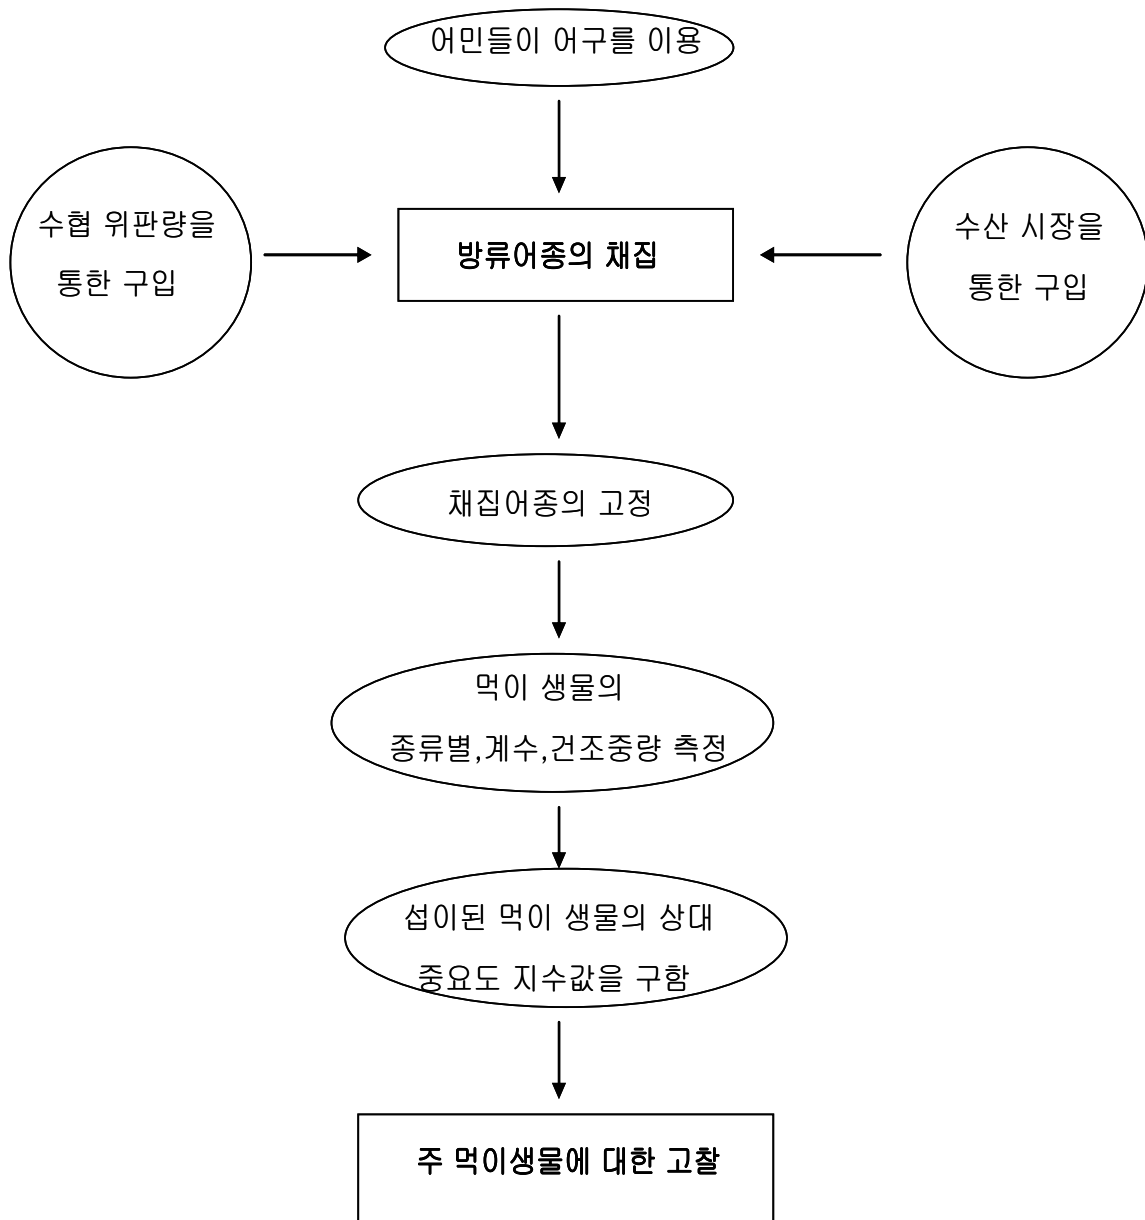 어민들이 어구를 이용
수협 위판량을
통한 구입
방류어종의 채집
수산 시장을
통한 구입
채집어종의 고정
먹이 생물의
종류별,계수,건조중량 측정
섭이된 먹이 생물의 상대
중요도 지수값을 구함
주 먹이생물에 대한 고찰